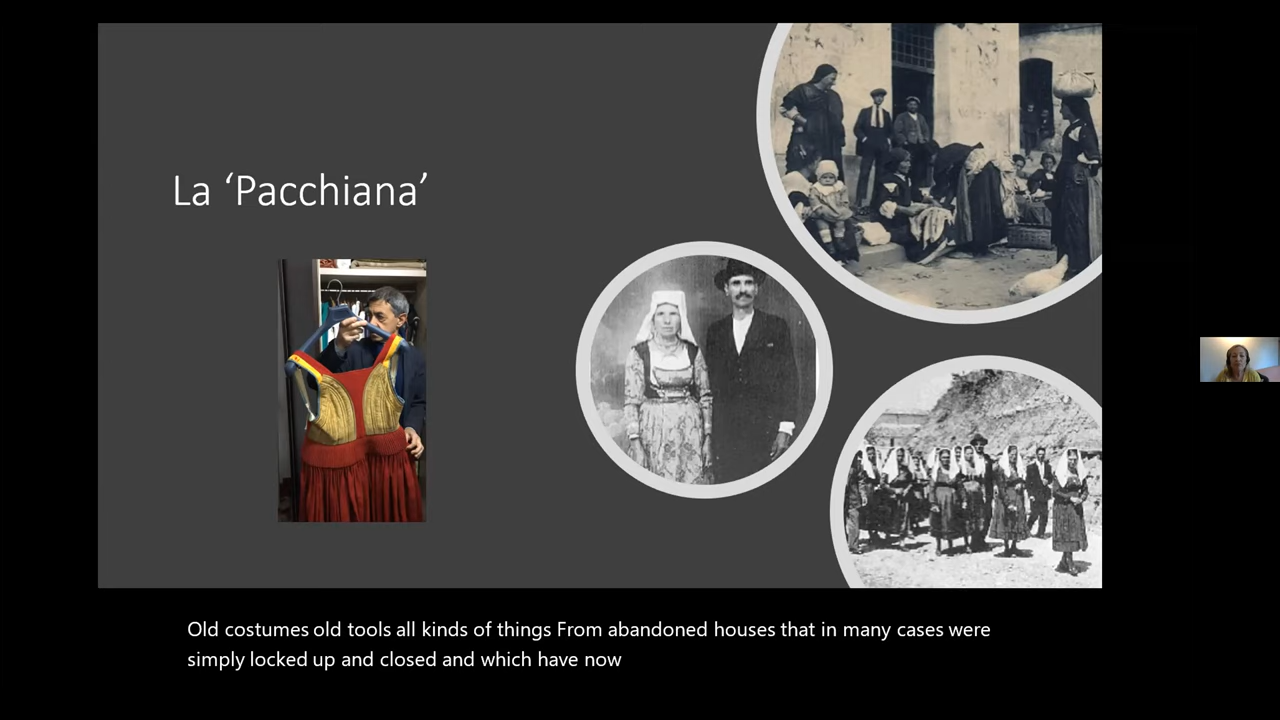 La ‘Pacchiana’
Old costumes old tools all kinds of things From abandoned houses that in many cases were
simply locked up and closed and which have now